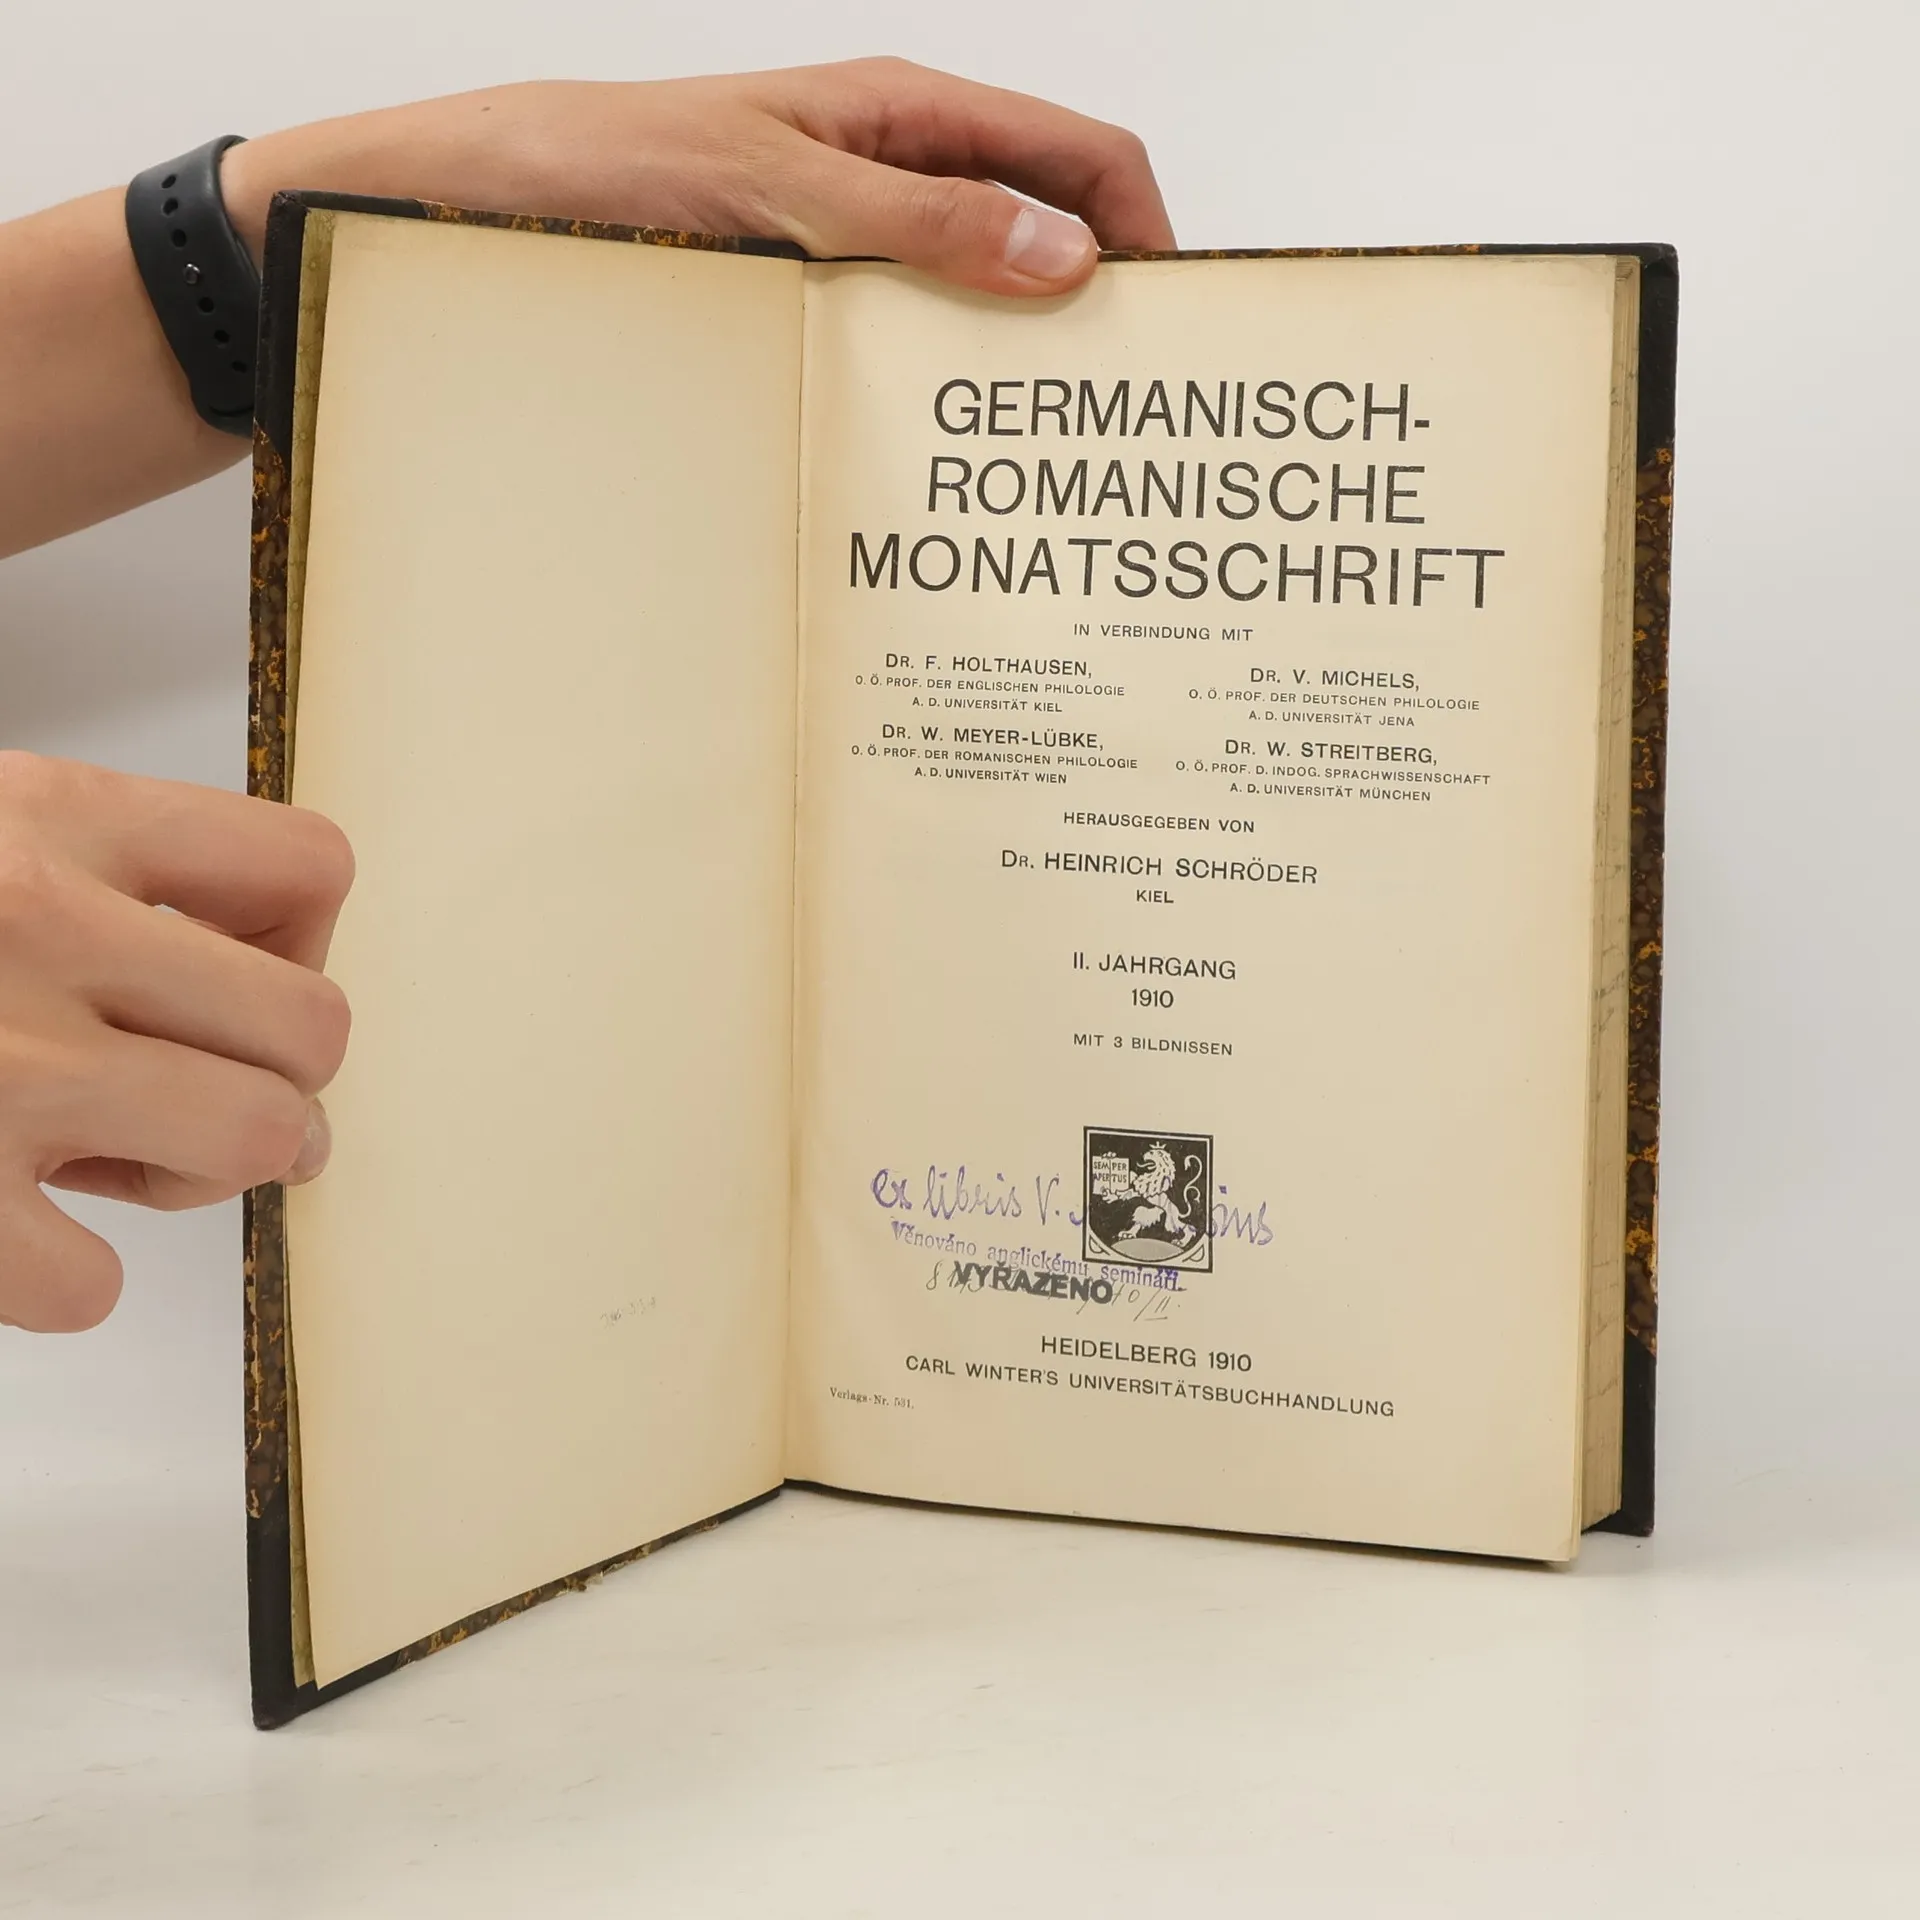 GERMANISCH-
ROMANISCHE
MONATSSCHRIFT
IN VERBINDUNG MIT
DR. F. HOLTHAUSEN,
O. Ö. PROF. DER ENGLISCHEN PHILOLOGIE
A. D. UNIVERSITÄT KIEL
DR. V. MICHELS,
O. Ö. PROF. DER DEUTSCHEN PHILOLOGIE
A. D. UNIVERSITÄT JENA
DR. W. MEYER-LÜBKE,
O. Ö. PROF. DER ROMANISCHEN PHILOLOGIE
A. D. UNIVERSITÄT WIEN
DR. W. STREITBERG,
O. Ö. PROF. D. INDOG. SPRACHWISSENSCHAFT
A. D. UNIVERSITÄT MÜNCHEN
HERAUSGEGEBEN VON
DR. HEINRICH SCHRÖDER
KIEL
II. JAHRGANG
1910
MIT 3 BILDNISSEN
SEMPER
APERTUS
ex libris V.
Věnováno anglickému semináři.
VYŘAZENO
HEIDELBERG 1910
CARL WINTER'S UNIVERSITÄTSBUCHHANDLUNG
Verlags-Nr. 531.